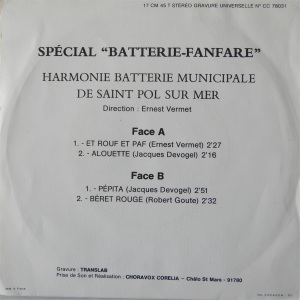 17 CM 45 T STÉRÉO GRAVURE UNIVERSELLE N° CC 78031
SPÉCIAL "BATTERIE-FANFARE"
HARMONIE BATTERIE MUNICIPALE
DE SAINT POL SUR MER
Direction : Ernest Vermet
Face A
1. - ET ROUF ET PAF (Ernest Vermet) 2'27
2. - ALOUETTE (Jacques Devogel) 2'16
Face B
1. - PÉPITA (Jacques Devogel) 2'51
2. - BÉRET ROUGE (Robert Goute) 2'32
Gravure : TRANSLAB
Prise de Son et Réalisation : CHORAVOX CORELIA - Châlo St Mars - 91780